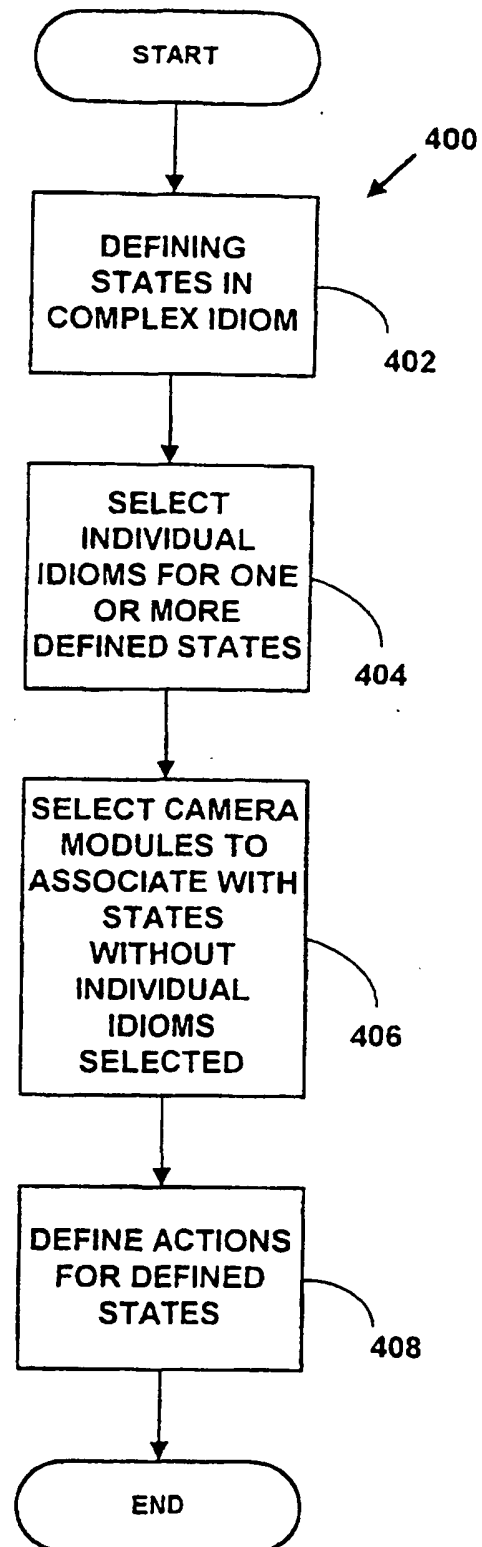 START
400
DEFINING
STATES IN
COMPLEX IDIOM
402
SELECT
INDIVIDUAL
IDIOMS FOR ONE
OR MORE
DEFINED STATES
404
SELECT CAMERA
MODULES TO
ASSOCIATE WITH
STATES
WITHOUT
INDIVIDUAL
IDIOMS
SELECTED
406
DEFINE ACTIONS
FOR DEFINED
STATES
408
END